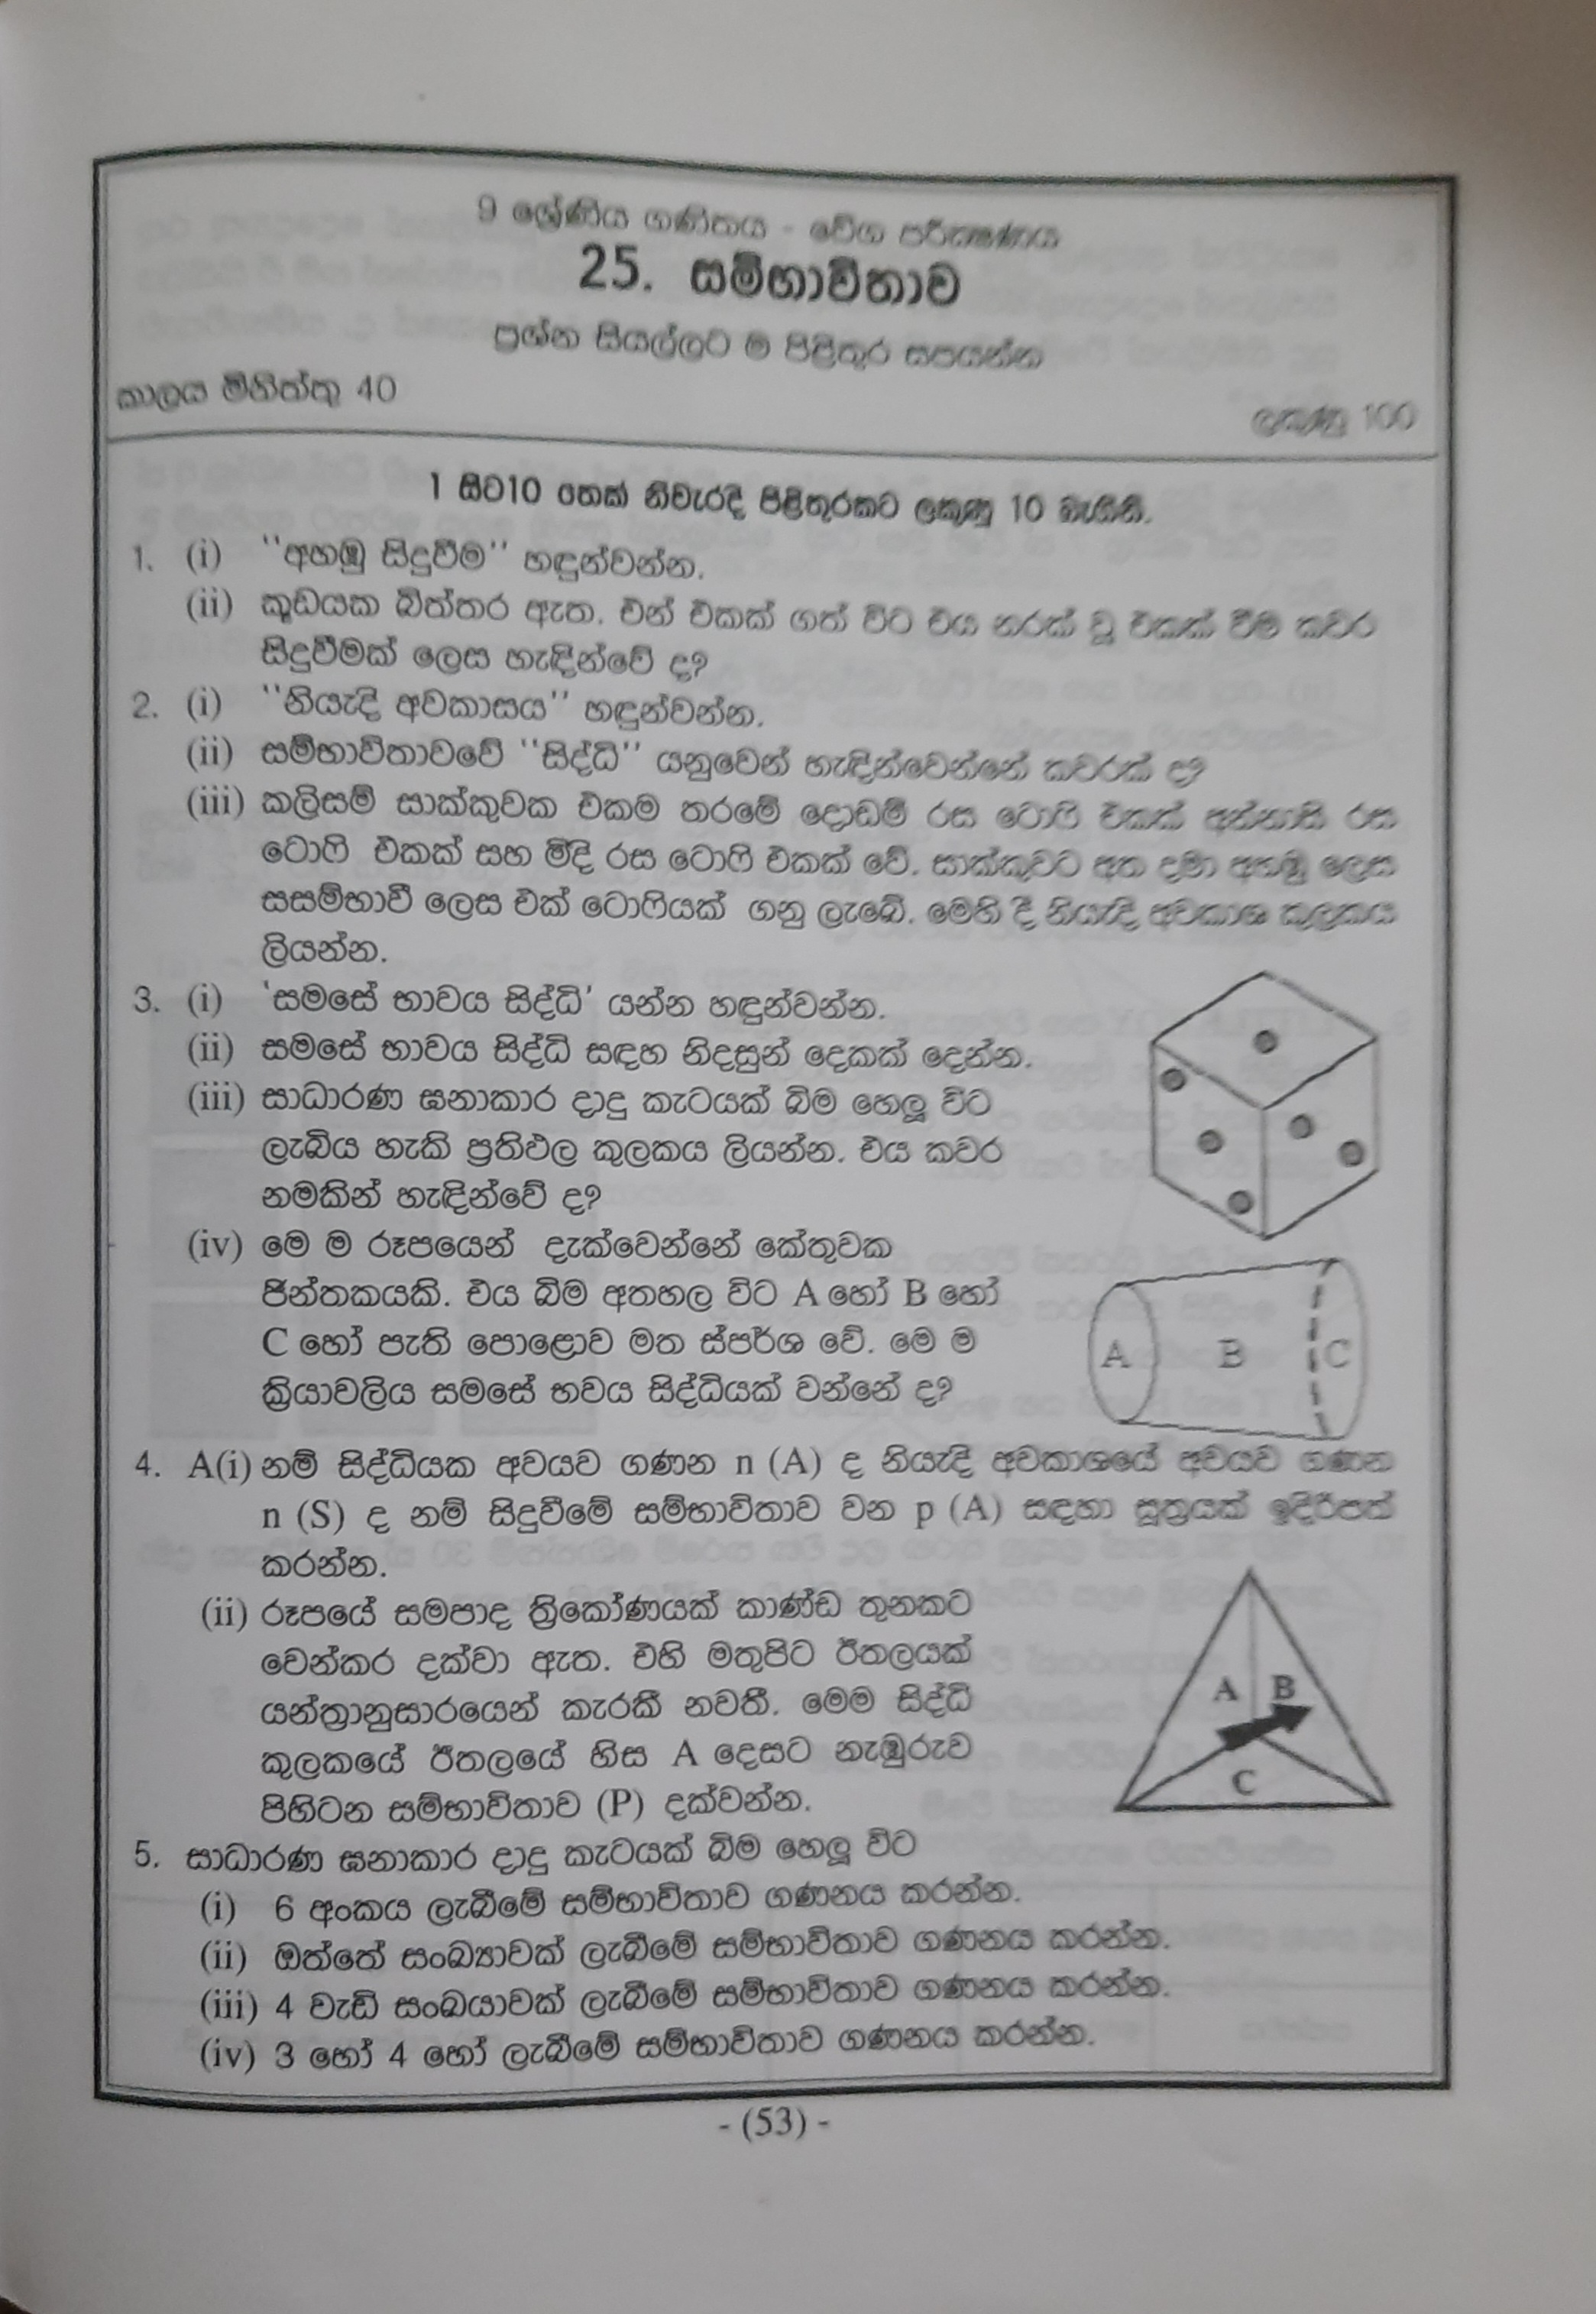 9 ශ්‍රේණිය ගණිතය - වේග පරීක්ෂණය
25. සම්භාවිතාව
ප්‍රශ්න සියල්ලට ම පිළිතුර සපයන්න
කාලය මිනිත්තු 40
ලකුණු 100
1 සිට10 තෙක් නිවැරදි පිළිතුරකට ලකුණු 10 බැගිනි.
1. (i) "අහඹු සිදුවීම" හඳුන්වන්න.
(ii) කූඩයක බිත්තර ඇත. එන් එකක් ගත් විට එය නරක් වූ එකක් වීම කවර
සිදුවීමක් ලෙස හැඳින්වේ ද?
2. (i) "නියැදි අවකාසය" හඳුන්වන්න.
(ii) සම්භාවිතාවවේ "සිද්ධි" යනුවෙන් හැඳින්වෙන්නේ කවරක් ද?
(iii) කලිසම් සාක්කුවක එකම තරමේ දොඩම් රස ටොෆි එකක් අන්නාසි රස
ටොෆි එකක් සහ මිදි රස ටොෆි එකක් වේ. සාක්කුවට අත දමා අහඹු ලෙස
සසම්භාවී ලෙස එක් ටොෆියක් ගනු ලැබේ. මෙහි දී නියැදි අවකාශ කුලකය
ලියන්න.
3. (i) 'සමසේ භාවය සිද්ධි' යන්න හඳුන්වන්න.
(ii) සමසේ භාවය සිද්ධි සඳහ නිදසුන් දෙකක් දෙන්න.
(iii) සාධාරණ ඝනාකාර දාදු කැටයක් බිම හෙලූ විට
ලැබිය හැකි ප්‍රතිඵල කුලකය ලියන්න. එය කවර
නමකින් හැඳින්වේ ද?
(iv) මෙ ම රූපයෙන් දැක්වෙන්නේ කේතුවක
ජින්තකයකි. එය බිම අතහල විට A හෝ B හෝ
C හෝ පැති පොළොව මත ස්පර්ශ වේ. මෙ ම
ක්‍රියාවලිය සමසේ භවය සිද්ධියක් වන්නේ ද?
A B C
4. A(i) නම් සිද්ධියක අවයව ගණන n (A) ද නියැදි අවකාශයේ අවයව ගණන
n (S) ද නම් සිදුවීමේ සම්භාවිතාව වන p (A) සඳහා සූත්‍රයක් ඉදිරිපත්
කරන්න.
(ii) රූපයේ සමපාද ත්‍රිකෝණයක් කාණ්ඩ තුනකට
වෙන්කර දක්වා ඇත. එහි මතුපිට ඊතලයක්
යන්ත්‍රානුසාරයෙන් කැරකී නවතී. මෙම සිද්ධි
කුලකයේ ඊතලයේ හිස A දෙසට නැඹුරුව
පිහිටන සම්භාවිතාව (P) දක්වන්න.
A B
C
5. සාධාරණ ඝනාකාර දාදු කැටයක් බිම හෙලූ විට
(i) 6 අංකය ලැබීමේ සම්භාවිතාව ගණනය කරන්න.
(ii) ඔත්තේ සංඛ්‍යාවක් ලැබීමේ සම්භාවිතාව ගණනය කරන්න.
(iii) 4 වැඩි සංඛයාවක් ලැබීමේ සම්භාවිතාව ගණනය කරන්න.
(iv) 3 හෝ 4 හෝ ලැබීමේ සම්භාවිතාව ගණනය කරන්න.
- (53) -